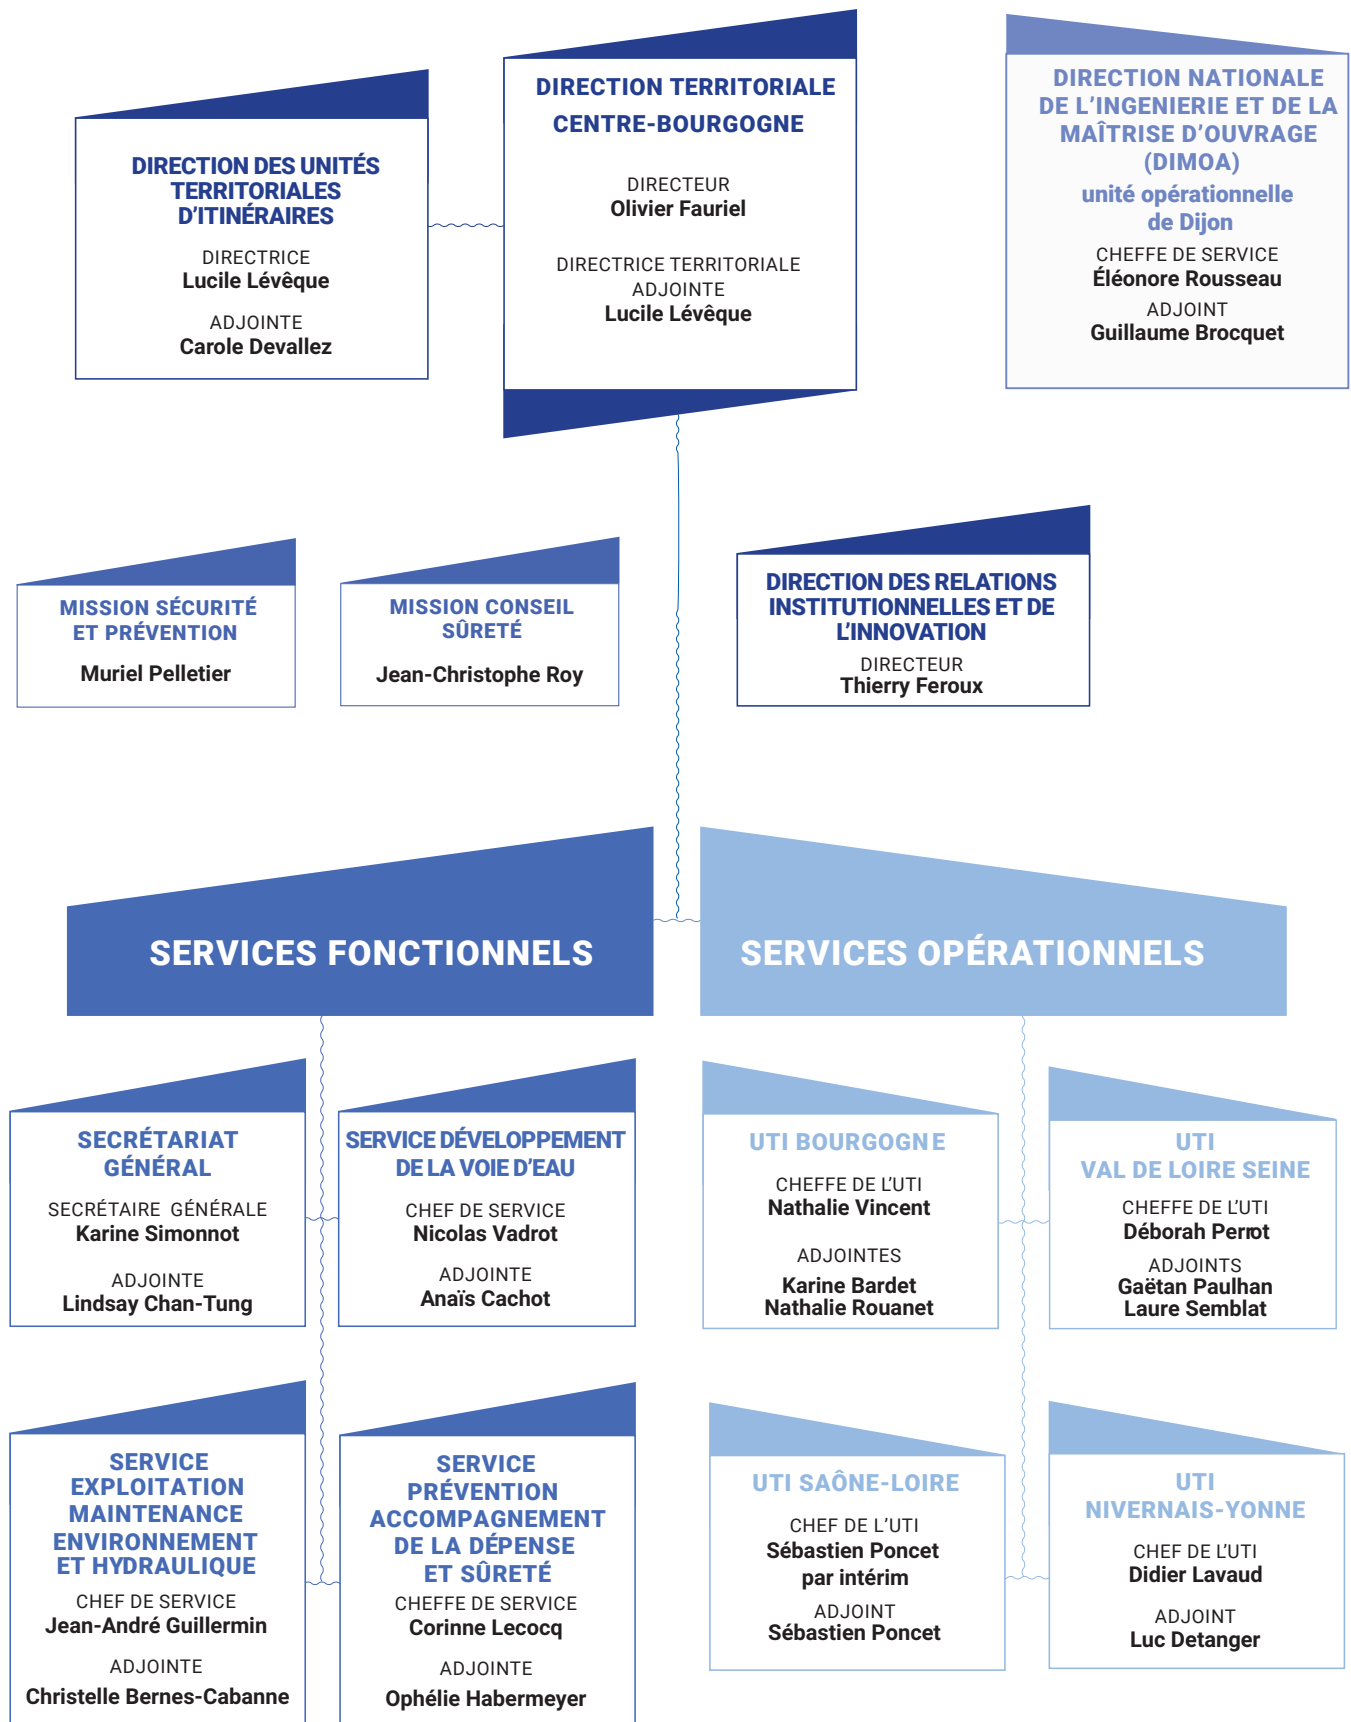 DIRECTION DES UNITÉS
TERRITORIALES
D'ITINÉRAIRES
DIRECTRICE
Lucile Lévêque
ADJOINTE
Carole Devallez
DIRECTION TERRITORIALE
CENTRE-BOURGOGNE
DIRECTEUR
Olivier Fauriel
DIRECTRICE TERRITORIALE
ADJOINTE
Lucile Lévêque
DIRECTION NATIONALE
DE L'INGENIERIE ET DE LA
MAÎTRISE D'OUVRAGE
(DIMOA)
unité opérationnelle
de Dijon
CHEFFE DE SERVICE
Éléonore Rousseau
ADJOINT
Guillaume Brocquet
MISSION SÉCURITÉ
ET PRÉVENTION
Muriel Pelletier
MISSION CONSEIL
SÛRETÉ
Jean-Christophe Roy
DIRECTION DES RELATIONS
INSTITUTIONNELLES ET DE
L'INNOVATION
DIRECTEUR
Thierry Feroux
SERVICES FONCTIONNELS
SERVICES OPÉRATIONNELS
SECRÉTARIAT
GÉNÉRAL
SECRÉTAIRE GÉNÉRALE
Karine Simonnot
ADJOINTE
Lindsay Chan-Tung
SERVICE DÉVELOPPEMENT
DE LA VOIE D'EAU
CHEF DE SERVICE
Nicolas Vadrot
ADJOINTE
Anaïs Cachot
UTI BOURGOGNE
CHEFFE DE L'UTI
Nathalie Vincent
ADJOINTES
Karine Bardet
Nathalie Rouanet
UTI
VAL DE LOIRE SEINE
CHEFFE DE L'UTI
Déborah Perrot
ADJOINTS
Gaëtan Paulhan
Laure Semblat
SERVICE
EXPLOITATION
MAINTENANCE
ENVIRONNEMENT
ET HYDRAULIQUE
CHEF DE SERVICE
Jean-André Guillermin
ADJOINTE
Christelle Bernes-Cabanne
SERVICE
PRÉVENTION
ACCOMPAGNEMENT
DE LA DÉPENSE
ET SÛRETÉ
CHEFFE DE SERVICE
Corinne Lecocq
ADJOINTE
Ophélie Habermeyer
UTI SAÔNE-LOIRE
CHEF DE L'UTI
Sébastien Poncet
par intérim
ADJOINT
Sébastien Poncet
UTI
NIVERNAIS-YONNE
CHEF DE L'UTI
Didier Lavaud
ADJOINT
Luc Detanger